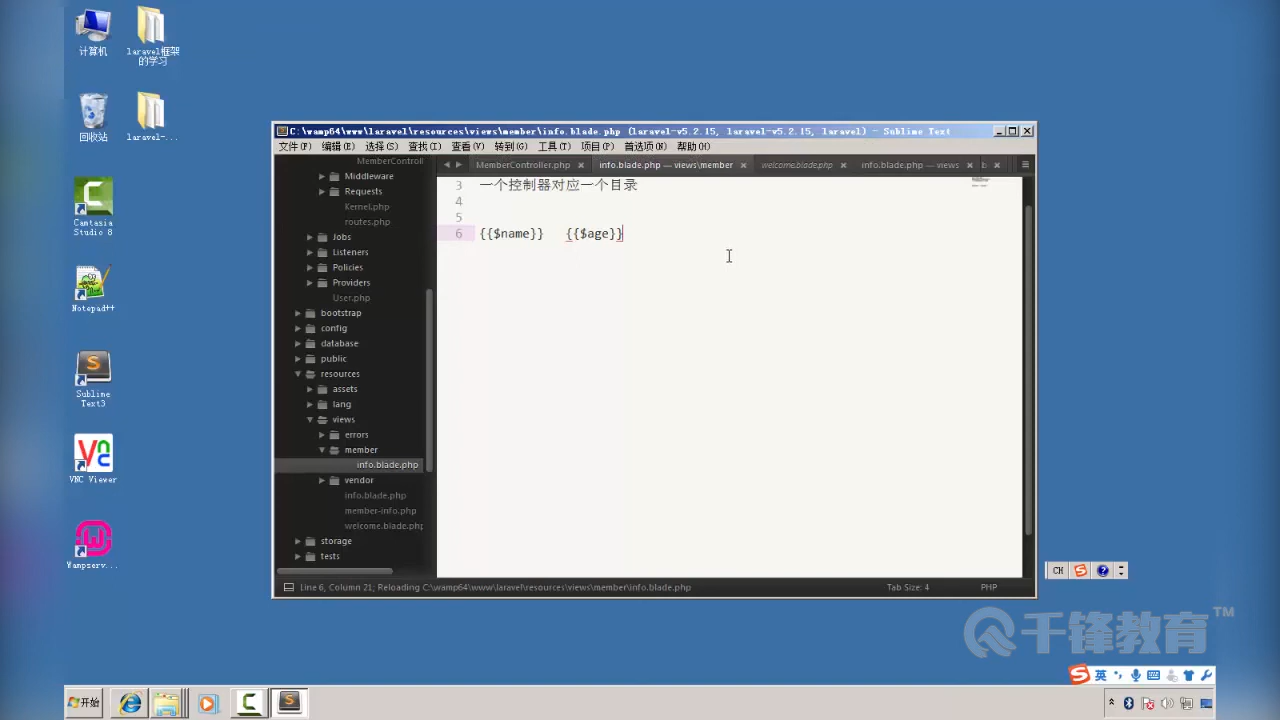 计算机
laravel框架
的学习
回收站
laravel-...
Camtasia
Studio 8
Notepad++
Sublime
Text3
VNC Viewer
Wampserv...
C:\wamp64\www\laravel\resources\views\member\info.blade.php (laravel-v5.2.15, laravel-v5.2.15, laravel) - Sublime Text
文件(F) 编辑(E) 选择(S) 查找(I) 查看(V) 转到(G) 工具(T) 项目(P) 首选项(N) 帮助(H)
MemberController.php info.blade.php — views\member welcome.blade.php info.blade.php — views b
MemberControll
Middleware
Requests
Kernel.php
routes.php
Jobs
Listeners
Policies
Providers
User.php
bootstrap
config
database
public
resources
assets
lang
views
errors
member
info.blade.php
vendor
info.blade.php
member-info.php
welcome.blade.php
storage
tests
3 一个控制器对应一个目录
4
5
6 {{$name}} {{$age}}
Line 6, Column 21; Reloading C:\wamp64\www\laravel\resources\views\member\info.blade.php Tab Size: 4 PHP
CH
千锋教育™
英
开始